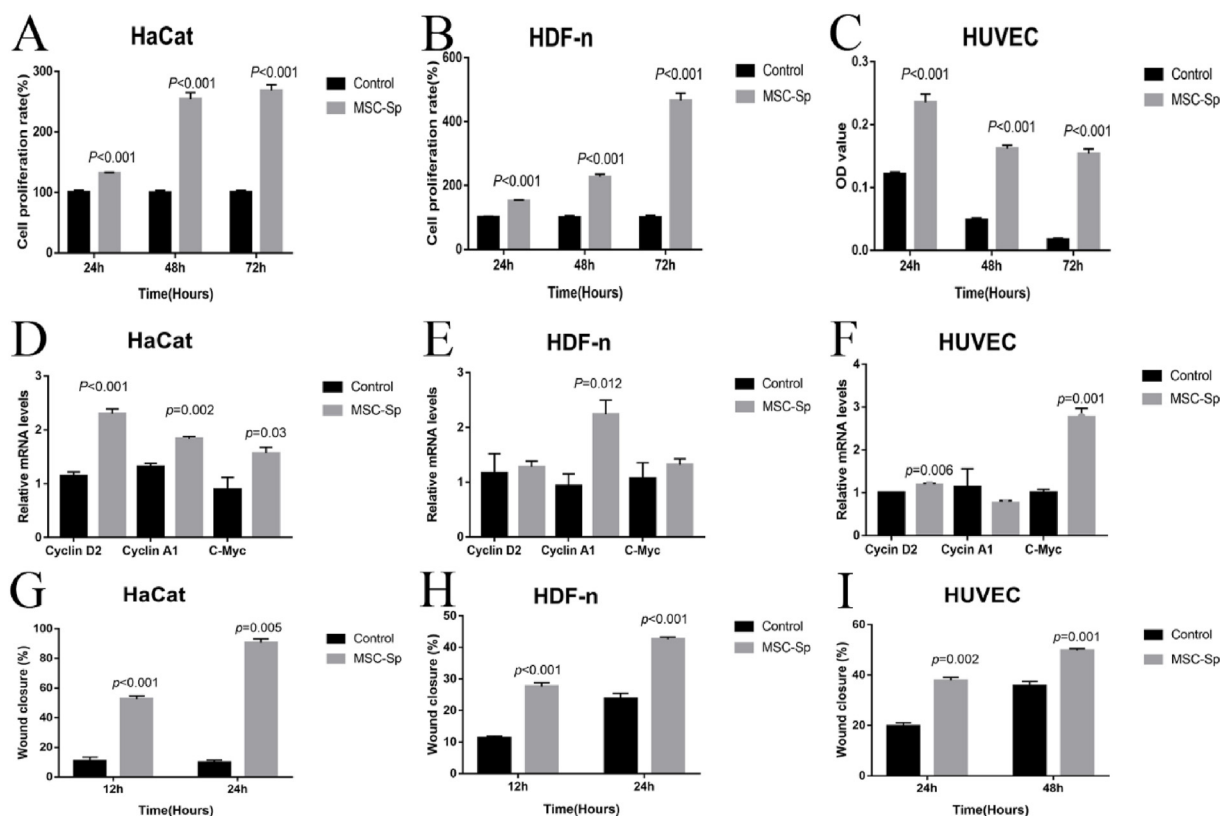 A
HaCat
Cell proliferation rate(%)
300
200
100
0
P<0.001
P<0.001
P<0.001
24h
48h
72h
Time(Hours)
Control
MSC-Sp
B
HDF-n
Cell proliferation rate(%)
600
400
200
0
P<0.001
P<0.001
P<0.001
24h
48h
72h
Time(Hours)
Control
MSC-Sp
C
HUVEC
OD value
0.3
0.2
0.1
0.0
P<0.001
P<0.001
P<0.001
24h
48h
72h
Time(Hours)
Control
MSC-Sp
D
HaCat
Relative mRNA levels
3
2
1
0
P<0.001
p=0.002
p=0.03
Cyclin D2
Cyclin A1
C-Myc
Control
MSC-Sp
E
HDF-n
Relative mRNA levels
3
2
1
0
P=0.012
Cyclin D2
Cyclin A1
C-Myc
Control
MSC-Sp
F
HUVEC
Relative mRNA levels
4
3
2
1
0
p=0.006
p=0.001
Cycin D2
Cycin A1
C-Myc
Control
MSC-Sp
G
HaCat
Wound closure (%)
100
80
60
40
20
0
p<0.001
p=0.005
12h
24h
Time(Hours)
Control
MSC-Sp
H
HDF-n
Wound closure (%)
50
40
30
20
10
0
p<0.001
p<0.001
12h
24h
Time(Hours)
Control
MSC-Sp
I
HUVEC
Wound closure (%)
60
40
20
0
p=0.002
p=0.001
24h
48h
Time(Hours)
Control
MSC-Sp